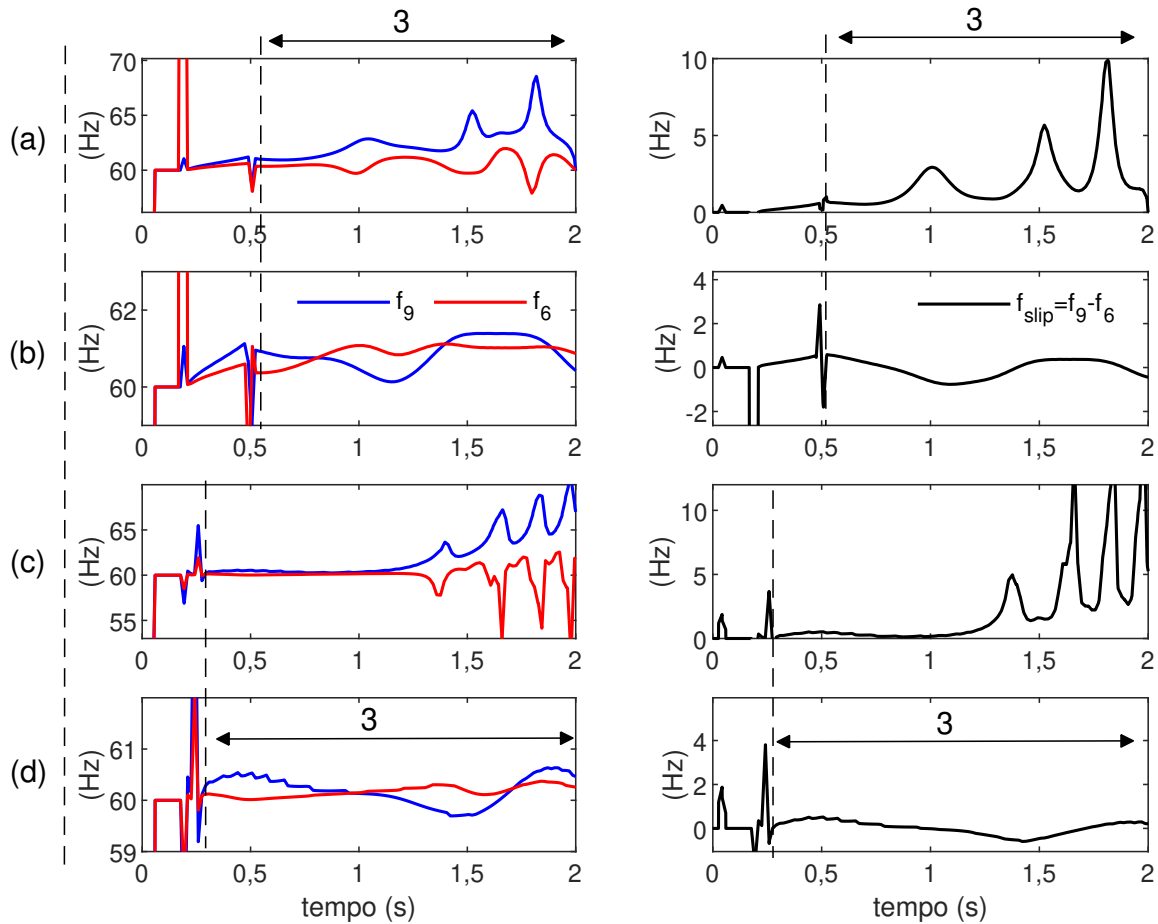 3 3
(a) (Hz) 70 65 60 (Hz) 10 5 0
0 0,5 1 1,5 2 0 0,5 1 1,5 2
(b) (Hz) 62 60 f9 f6 (Hz) 4 2 0 -2 fslip=f9-f6
0 0,5 1 1,5 2 0 0,5 1 1,5 2
(c) (Hz) 65 60 55 (Hz) 10 5 0
0 0,5 1 1,5 2 0 0,5 1 1,5 2
3 3
(d) (Hz) 61 60 59 (Hz) 4 2 0
0 0,5 1 1,5 2 0 0,5 1 1,5 2
tempo (s) tempo (s)